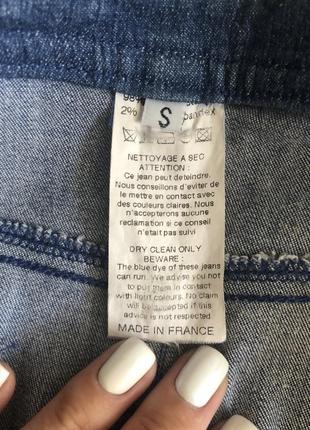 98%
2%
S
NETTOYAGE A SEC
ATTENTION :
Ce jean peut deteindre.
Nous conseillons d'eviter de
le mettre en contact avec
des couleurs claires. Nous
n'accepterons aucune
reclamation si ce conseil
n'etait pas suivi
DRY CLEAN ONLY
BEWARE :
The blue dye of these jeans
can run. We advise you not
to put them in contact
with light colours. No claim
will be accepted if this
advice is not respected.
MADE IN FRANCE